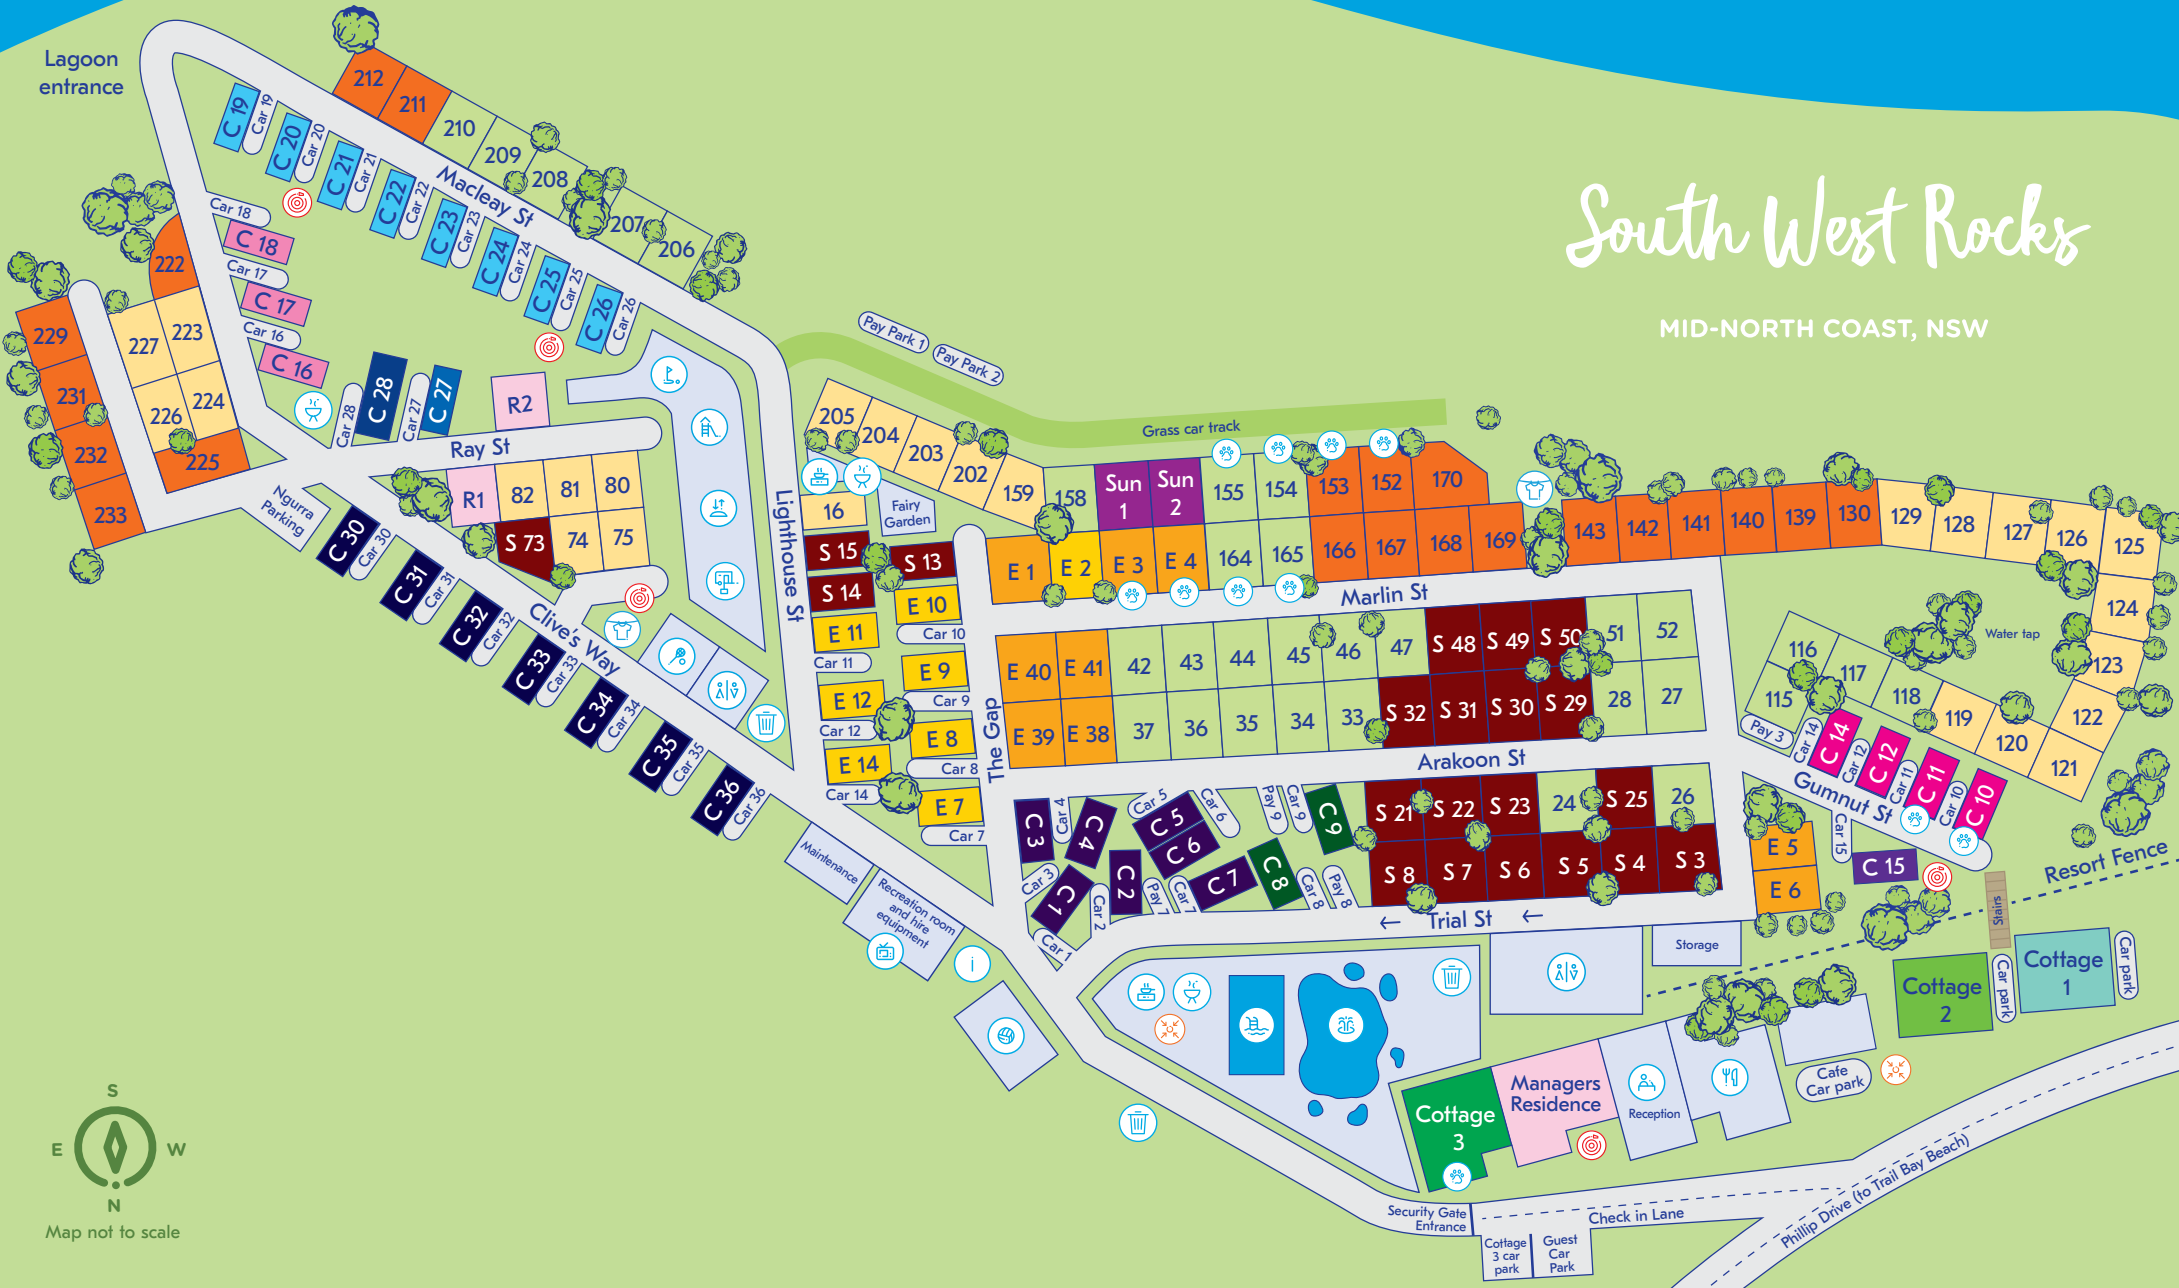 Lagoon
entrance
South West Rocks
MID-NORTH COAST, NSW
212
211
210
209
208
207
206
C 19
Car 19
C 20
Car 20
C 21
Car 21
C 22
Car 22
C 23
Car 23
C 24
Car 24
C 25
Car 25
C 26
Car 26
Macleay St
Car 18
C 18
Car 17
C 17
Car 16
C 16
222
223
227
224
226
225
229
231
232
233
Car 28
C 28
Car 27
C 27
R2
Ray St
R1
82
81
80
S 73
74
75
Ngurra
Parking
C 30
Car 30
C 31
Car 31
C 32
Car 32
C 33
Car 33
C 34
Car 34
C 35
Car 35
C 36
Car 36
Clive's Way
Lighthouse St
Pay Park 1
Pay Park 2
Grass car track
205
204
203
202
159
158
Sun
1
Sun
2
155
154
153
152
170
16
Fairy
Garden
S 15
S 13
S 14
E 10
Car 10
E 11
Car 11
E 9
Car 9
E 12
Car 12
E 8
Car 8
E 14
Car 14
E 7
Car 7
The Gap
E 1
E 2
E 3
E 4
164
165
166
167
168
169
143
142
141
140
139
130
129
128
127
126
125
124
123
122
121
120
119
118
117
116
115
Water tap
Marlin St
E 40
E 41
42
43
44
45
46
47
S 48
S 49
S 50
51
52
E 39
E 38
37
36
35
34
33
S 32
S 31
S 30
S 29
28
27
Arakoon St
Pay 3
Car 14
C 14
Car 12
C 12
Car 11
C 11
Car 10
C 10
Gumnut St
Car 15
C 15
E 5
E 6
C 3
Car 4
C 4
Car 5
C 5
C 6
Car 6
Pay 9
Car 9
C 9
S 21
S 22
S 23
24
S 25
26
S 8
S 7
S 6
S 5
S 4
S 3
Car 3
C 1
Car 2
C 2
Pay 7
Car 7
C 7
C 8
Car 8
Pay 8
Car 1
← Trial St ←
Resort Fence
Stairs
Maintenance
Recreation room
and hire
equipment
i
Storage
Cottage
2
Car park
Cottage
1
Car park
Cottage
3
Managers
Residence
Reception
Cafe
Car park
Security Gate
Entrance
Check in Lane
Cottage
3 car
park
Guest
Car
Park
Phillip Drive (to Trail Bay Beach)
S
E
W
N
Map not to scale